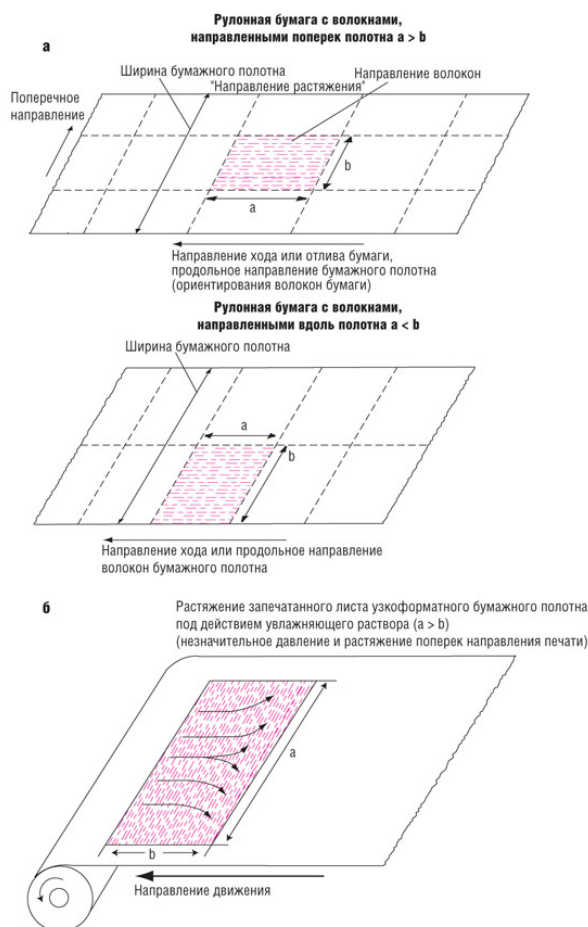 Рулонная бумага с волокнами,
направленными поперек полотна a > b
а
Ширина бумажного полотна
"Направление растяжения"
Направление волокон
Поперечное
направление
b
a
Направление хода или отлива бумаги,
продольное направление бумажного полотна
(ориентирования волокон бумаги)
Рулонная бумага с волокнами,
направленными вдоль полотна a < b
Ширина бумажного полотна
a
b
Направление хода или продольное направление
волокон бумажного полотна
б
Растяжение запечатанного листа узкоформатного бумажного полотна
под действием увлажняющего раствора (a > b)
(незначительное давление и растяжение поперек направления печати)
a
b
Направление движения